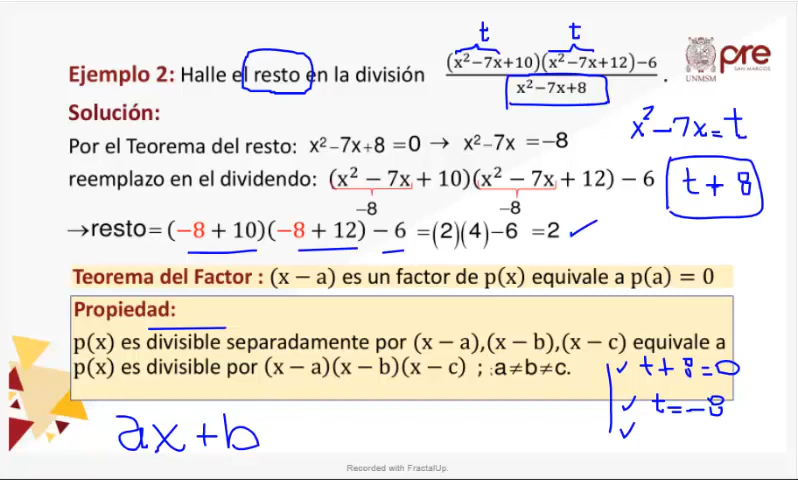 t t
Ejemplo 2: Halle el resto en la división (x²−7x+10)(x²−7x+12)−6 / x²−7x+8 .
UNMSM pre SAN MARCOS
Solución:
x²−7x=t
Por el Teorema del resto: x²−7x+8 =0 → x²−7x =−8
reemplazo en el dividendo: (x² − 7x + 10)(x² − 7x + 12) − 6
t + 8
−8 −8
→resto= (−8 + 10)(−8 + 12) − 6 =(2)(4)−6 =2 ✓
Teorema del Factor : (x − a) es un factor de p(x) equivale a p(a) = 0
Propiedad:
p(x) es divisible separadamente por (x − a),(x − b),(x − c) equivale a
p(x) es divisible por (x − a)(x − b)(x − c) ; :a≠b≠c.
✓ t+8=0
✓ t=−8
✓
ax+b
Recorded with FractalUp.